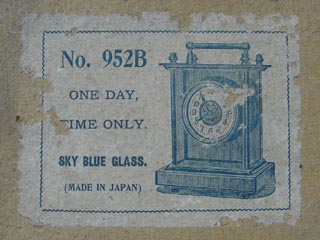 No. 952B
ONE DAY,
TIME ONLY.
SKY BLUE GLASS.
(MADE IN JAPAN)